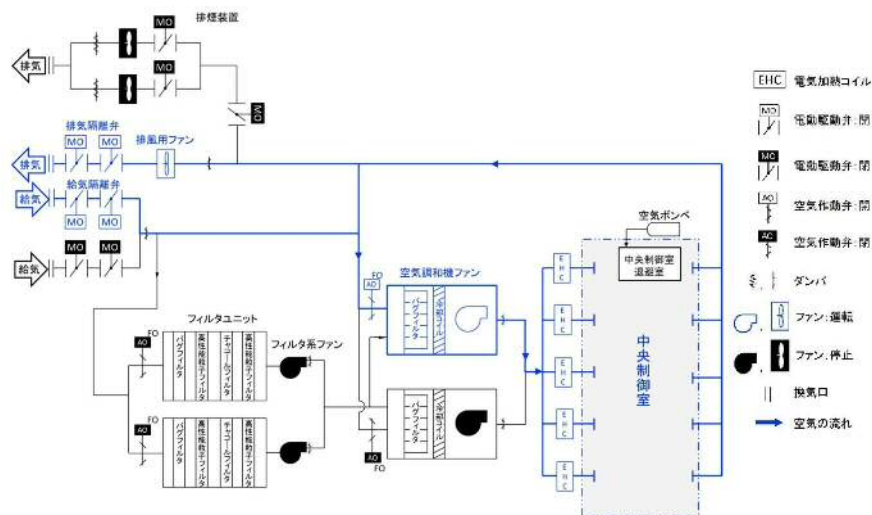 排煙装置
MO
排気
MO
MO
排気隔離弁
MO
MO
排風用ファン
排気
給気隔離弁
給気
MO
MO
MO
MO
給気
空気ボンベ
中央制御室
退避室
空気調和機ファン
FO
AO
バグフィルタ
冷却コイル
EHC
EHC
EHC
EHC
EHC
中央制御室
フィルタユニット
フィルタ系ファン
FO
AO
バグフィルタ
高性能粒子フィルタ
チャコールフィルタ
高性能粒子フィルタ
FO
AO
バグフィルタ
高性能粒子フィルタ
チャコールフィルタ
高性能粒子フィルタ
バグフィルタ
冷却コイル
AO
FO
EHC
電気加熱コイル
MO
電動駆動弁:閉
MO
電動駆動弁:閉
AO
空気作動弁:閉
AO
空気作動弁:閉
ダンパ
ファン:運転
ファン:停止
換気口
空気の流れ